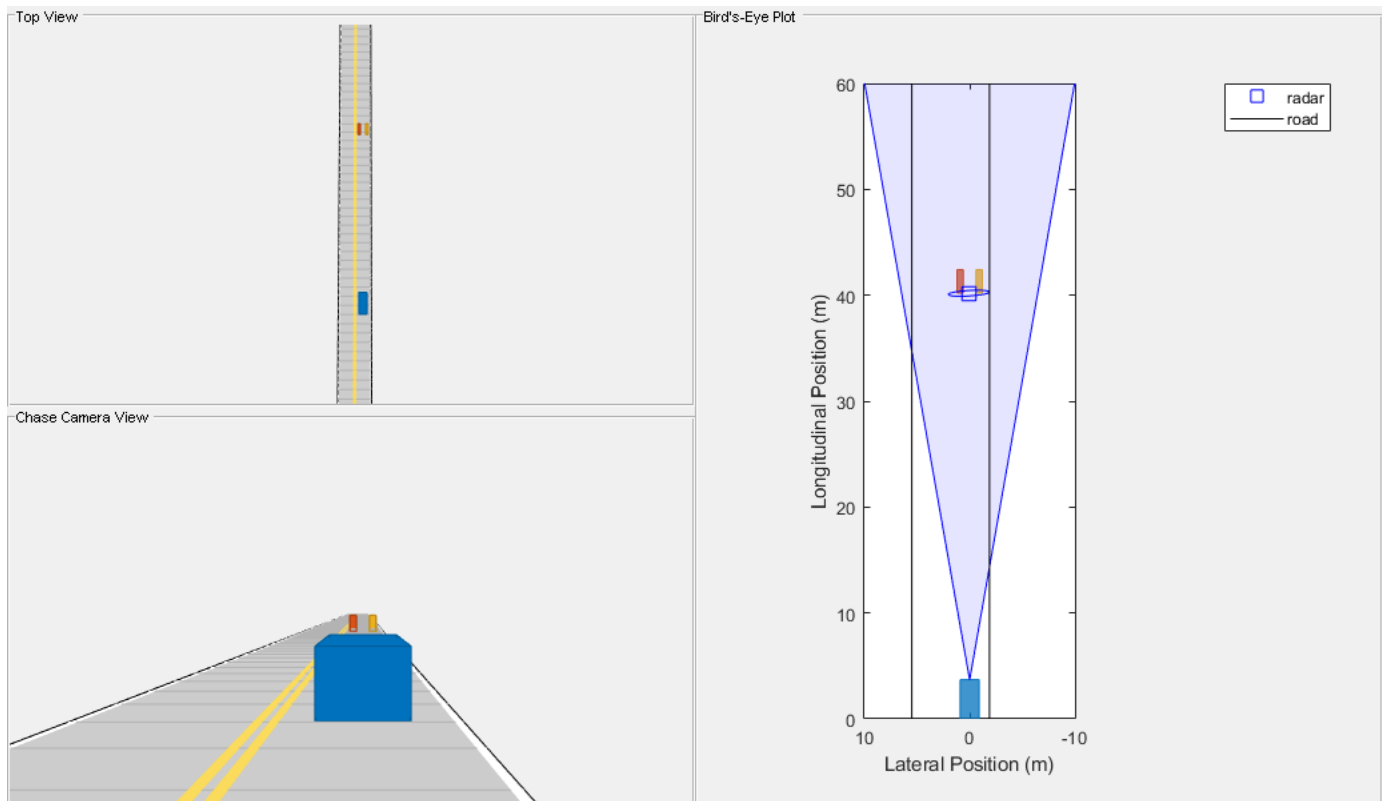 Top View
Chase Camera View
Bird's-Eye Plot
60
50
40
30
20
10
0
10
0
-10
Longitudinal Position (m)
Lateral Position (m)
radar
road